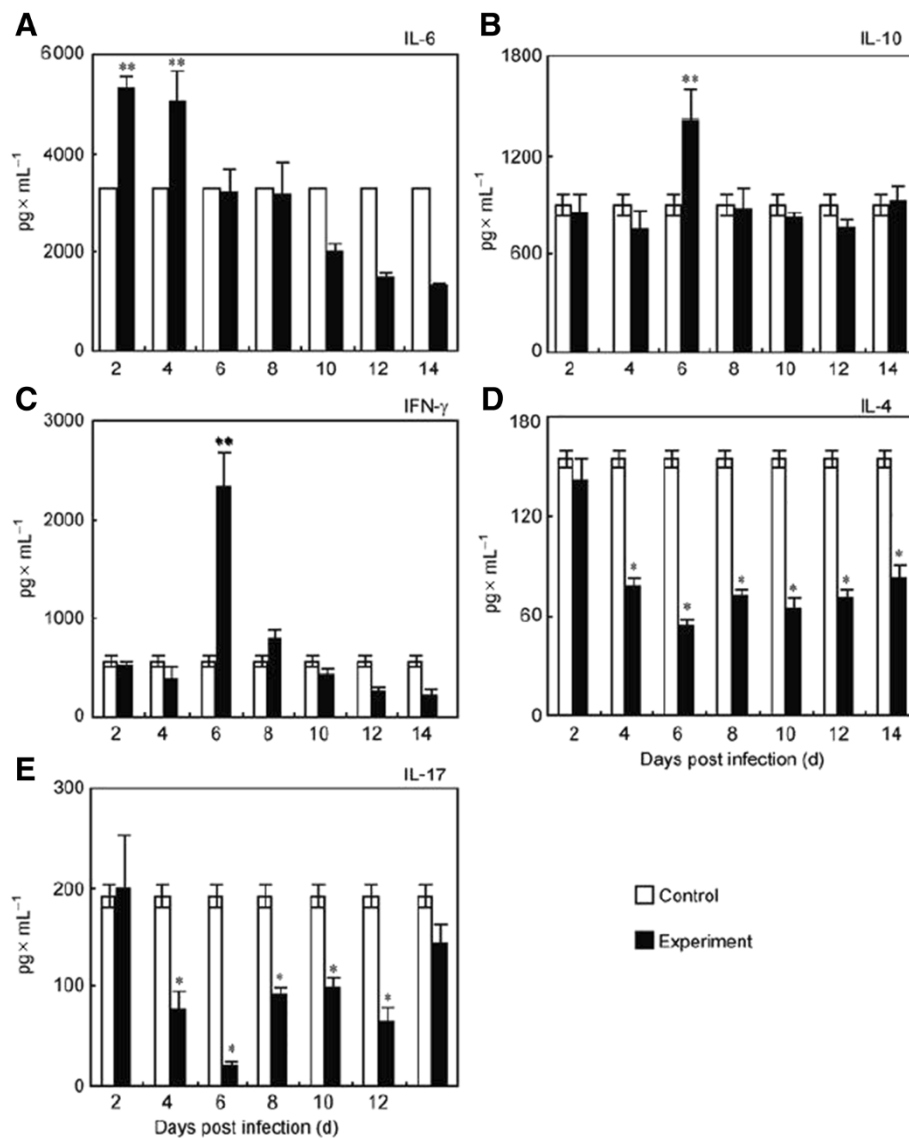 A
IL-6
6000
4000
2000
0
pg× mL⁻¹
**
**
2 4 6 8 10 12 14
B
IL-10
1800
1200
600
0
pg× mL⁻¹
**
2 4 6 8 10 12 14
C
IFN-γ
3000
2000
1000
0
pg× mL⁻¹
**
2 4 6 8 10 12 14
D
IL-4
180
120
60
0
pg× mL⁻¹
* * * * * *
2 4 6 8 10 12 14
Days post infection (d)
E
IL-17
300
200
100
0
pg× mL⁻¹
* * * * *
2 4 6 8 10 12
Days post infection (d)
Control
Experiment